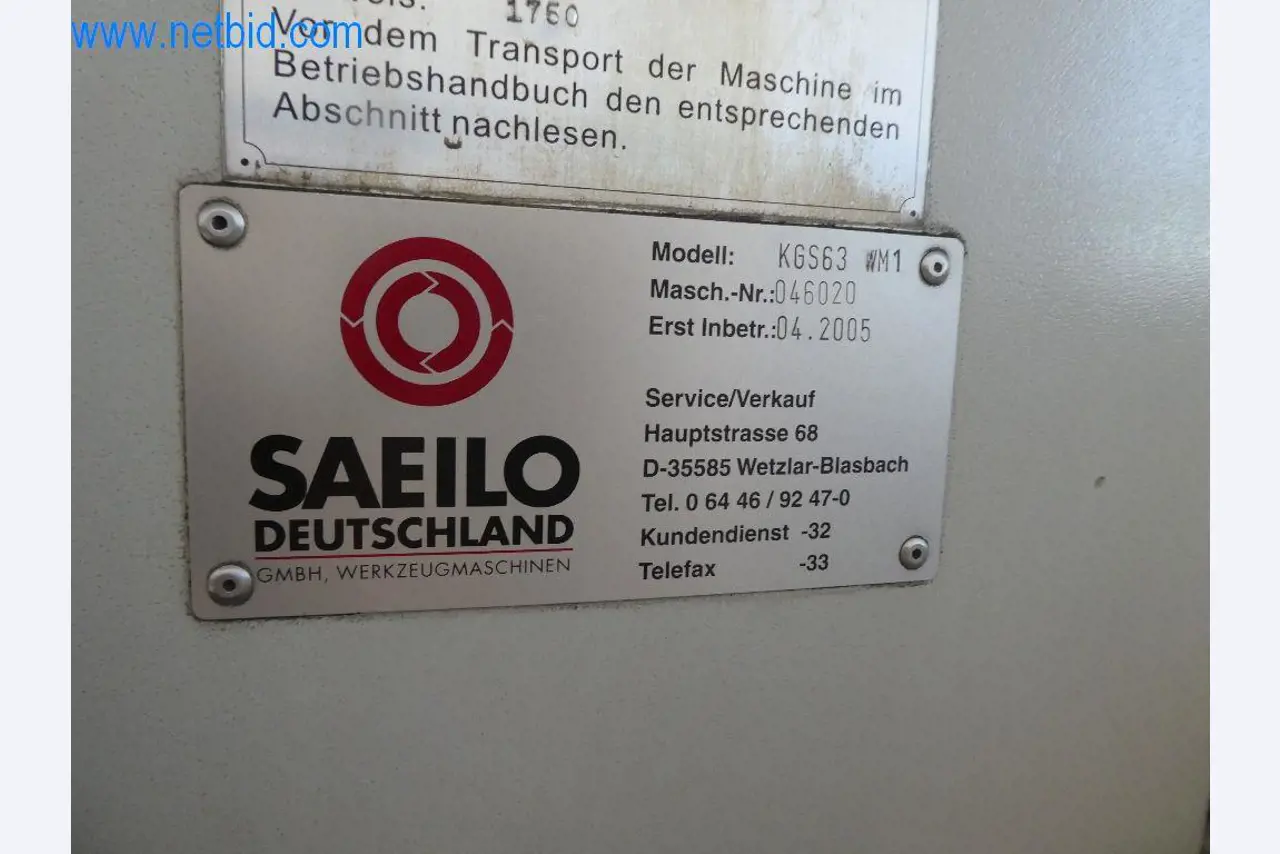 1760
www.netbid.com
Vor dem Transport der Maschine im
Betriebshandbuch den entsprechenden
Abschnitt nachlesen.
Modell: KGS63 WM1
Masch.-Nr.:046020
Erst Inbetr.:04.2005
SAEILO
DEUTSCHLAND
GMBH, WERKZEUGMASCHINEN
Service/Verkauf
Hauptstrasse 68
D-35585 Wetzlar-Blasbach
Tel. 0 64 46 / 92 47-0
Kundendienst -32
Telefax -33